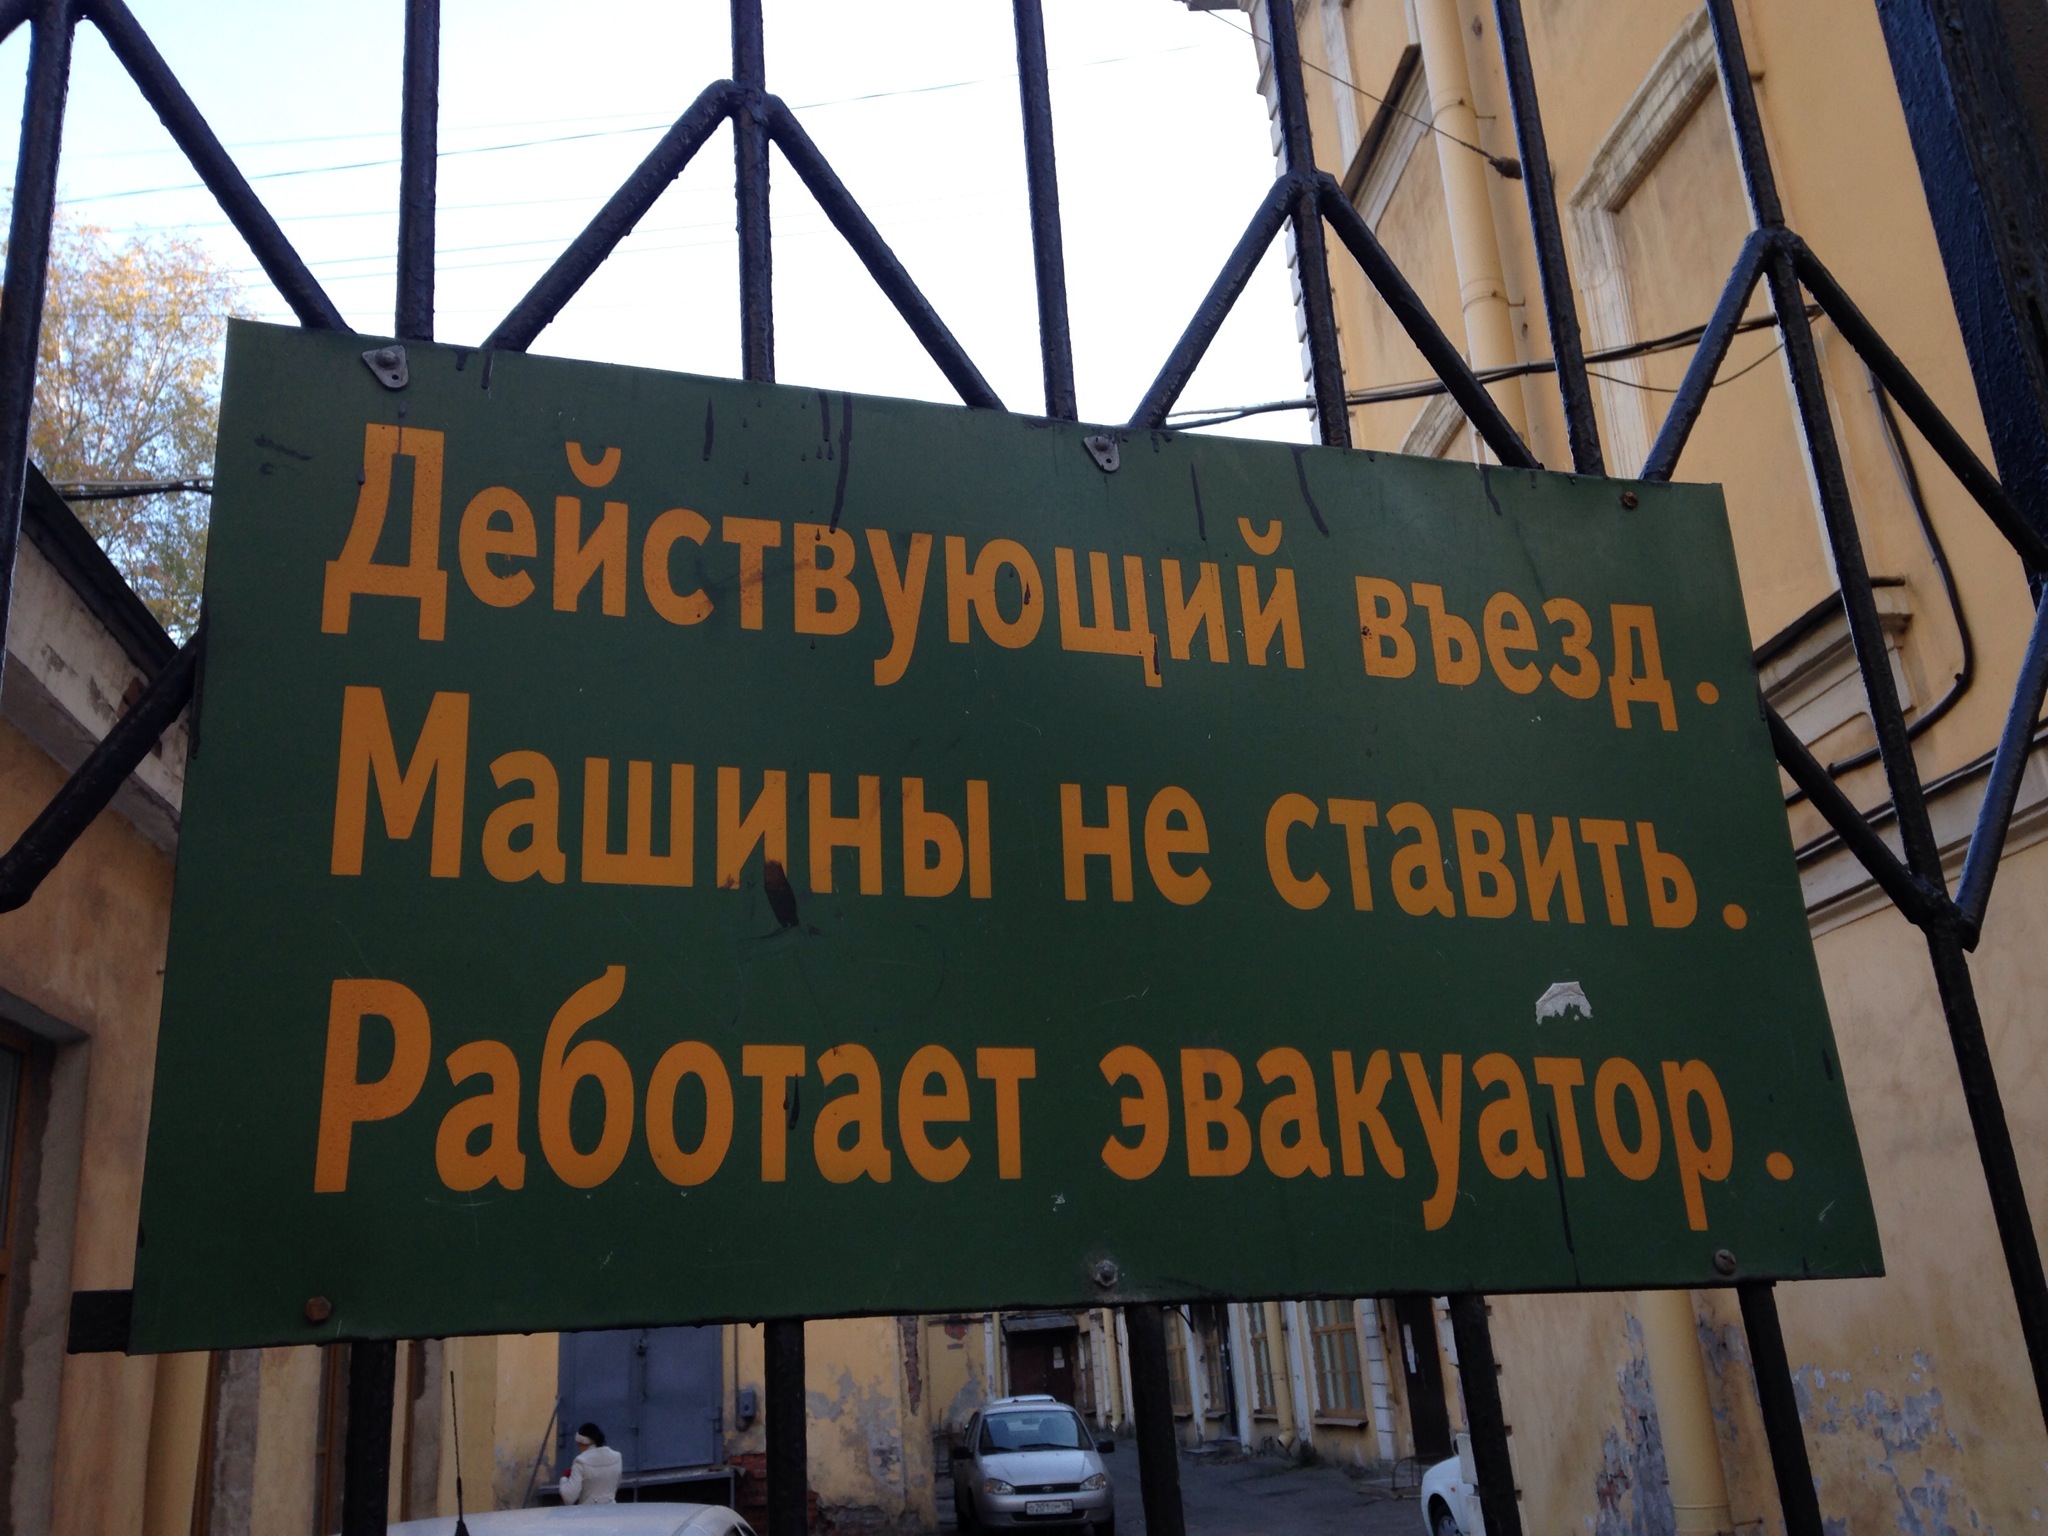 Действующий въезд.
Машины не ставить.
Работает эвакуатор.